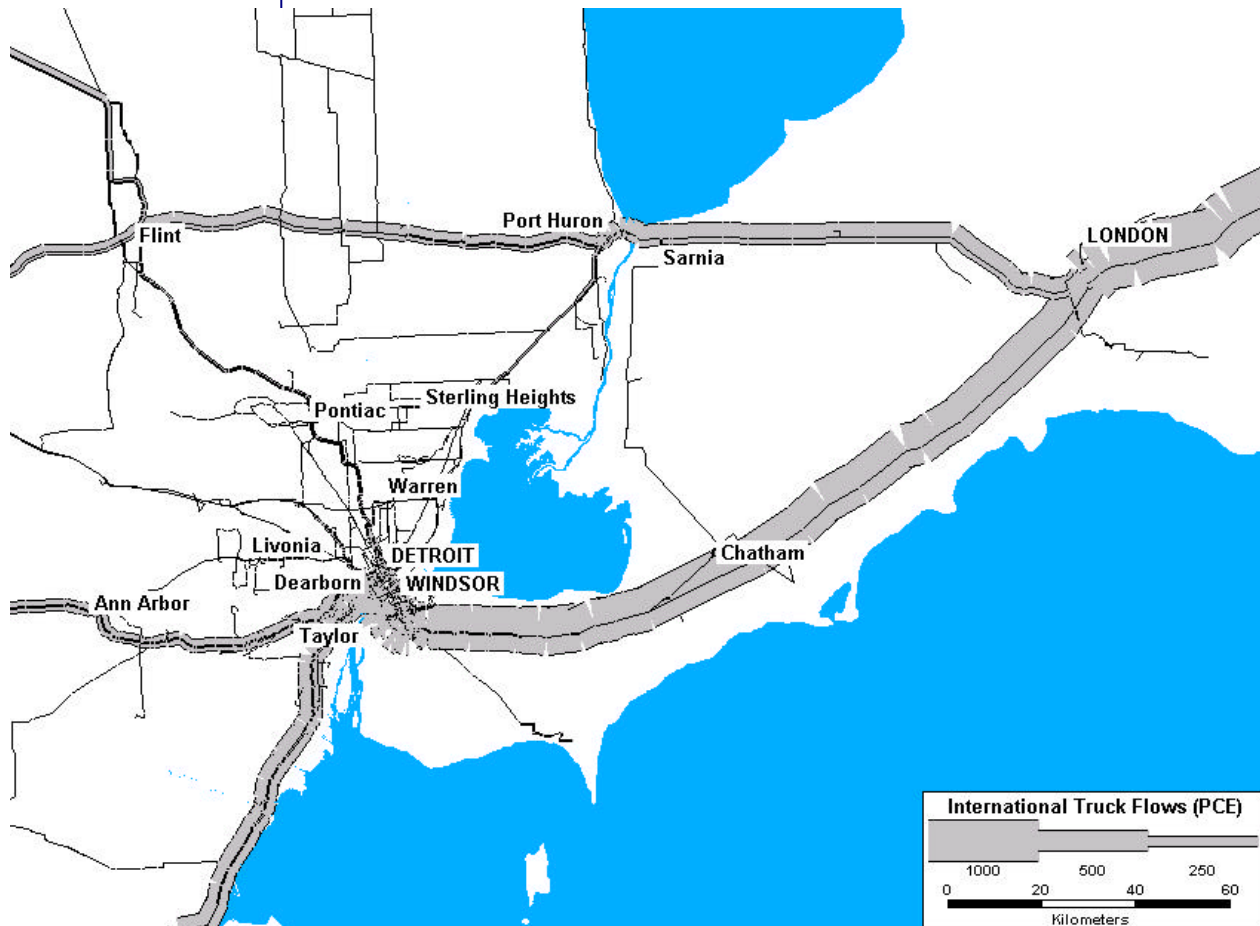 Port Huron
Flint
LONDON
Sarnia
Sterling Heights
Pontiac
Warren
Livonia
DETROIT
Chatham
Dearborn
WINDSOR
Ann Arbor
Taylor
International Truck Flows (PCE)
1000 500 250
0 20 40 60
Kilometers